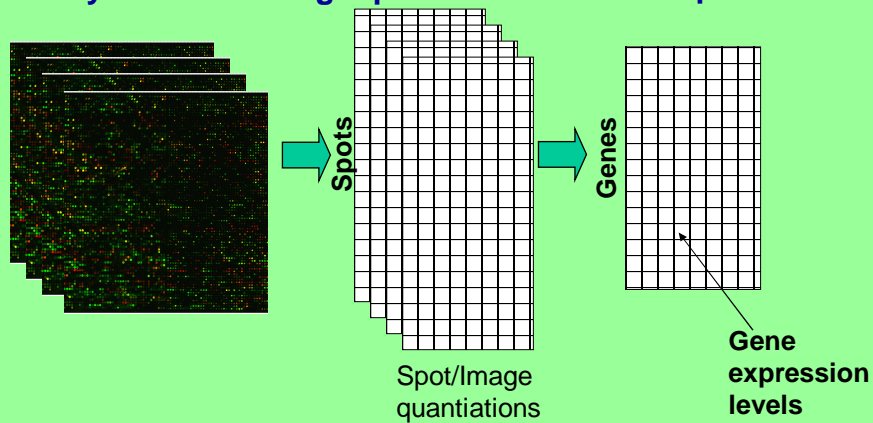 Spots
Genes
Spot/Image
quantiations
Gene
expression
levels